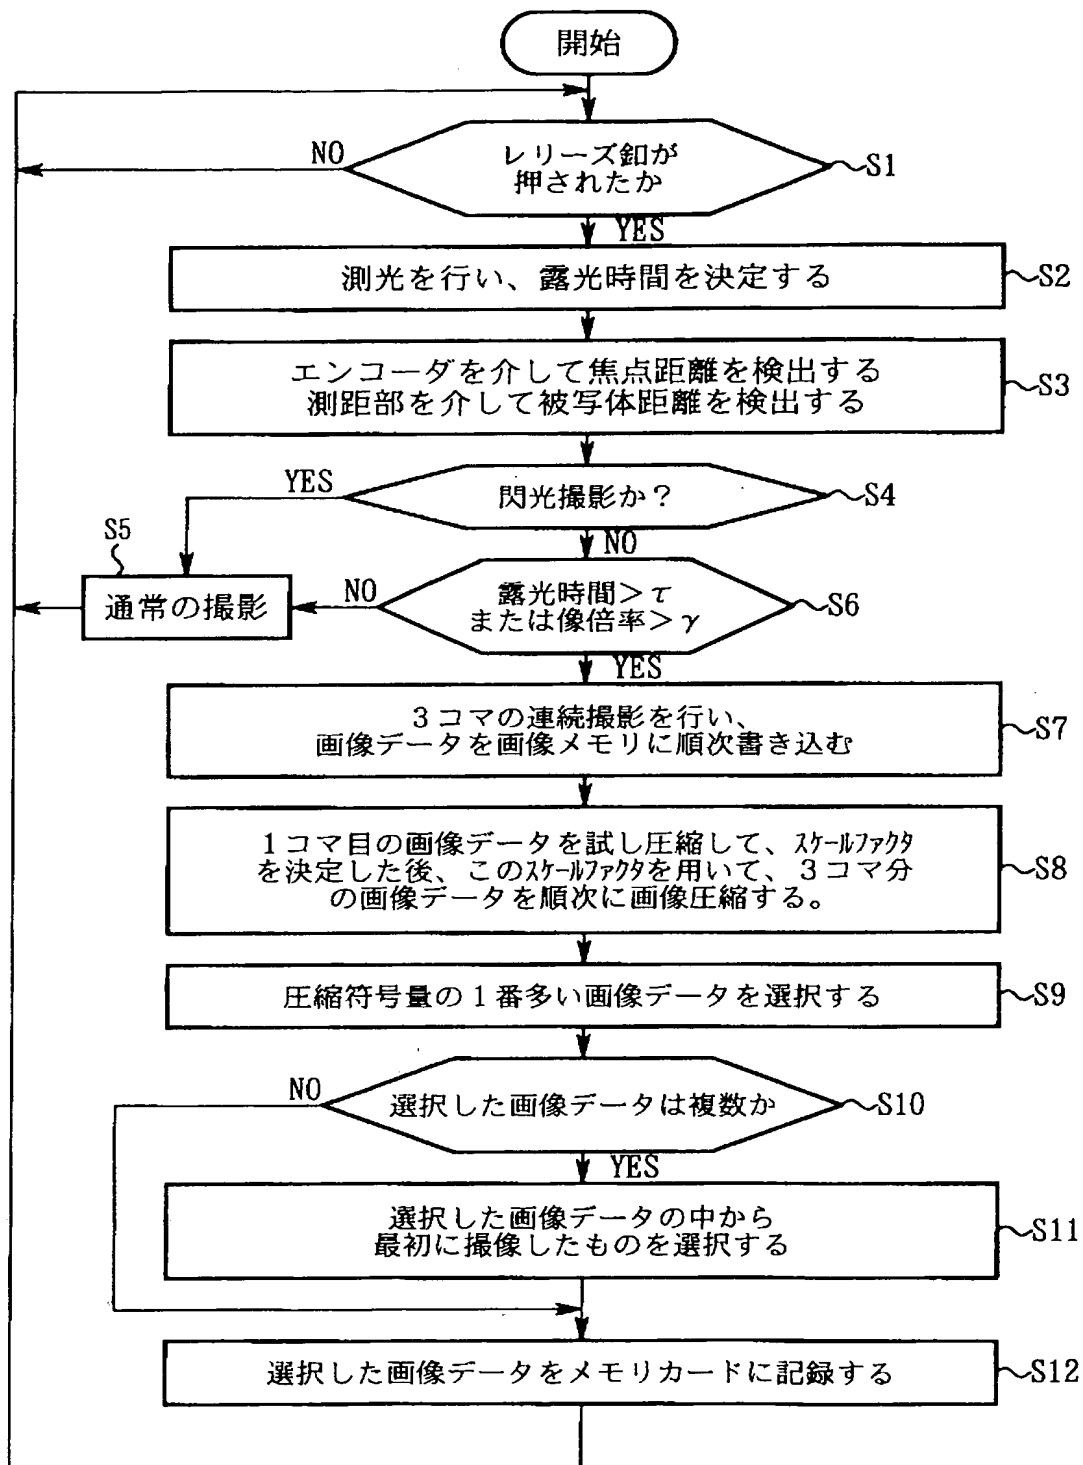 開始
NO
レリーズ釦が
押されたか
S1
YES
測光を行い、露光時間を決定する
S2
エンコーダを介して焦点距離を検出する
測距部を介して被写体距離を検出する
S3
YES
閃光撮影か？
S4
NO
S5
通常の撮影
NO
露光時間＞τ
または像倍率＞γ
S6
YES
３コマの連続撮影を行い、
画像データを画像メモリに順次書き込む
S7
１コマ目の画像データを試し圧縮して、ｽｹｰﾙﾌｧｸﾀ
を決定した後、このｽｹｰﾙﾌｧｸﾀを用いて、３コマ分
の画像データを順次に画像圧縮する。
S8
圧縮符号量の１番多い画像データを選択する
S9
NO
選択した画像データは複数か
S10
YES
選択した画像データの中から
最初に撮像したものを選択する
S11
選択した画像データをメモリカードに記録する
S12